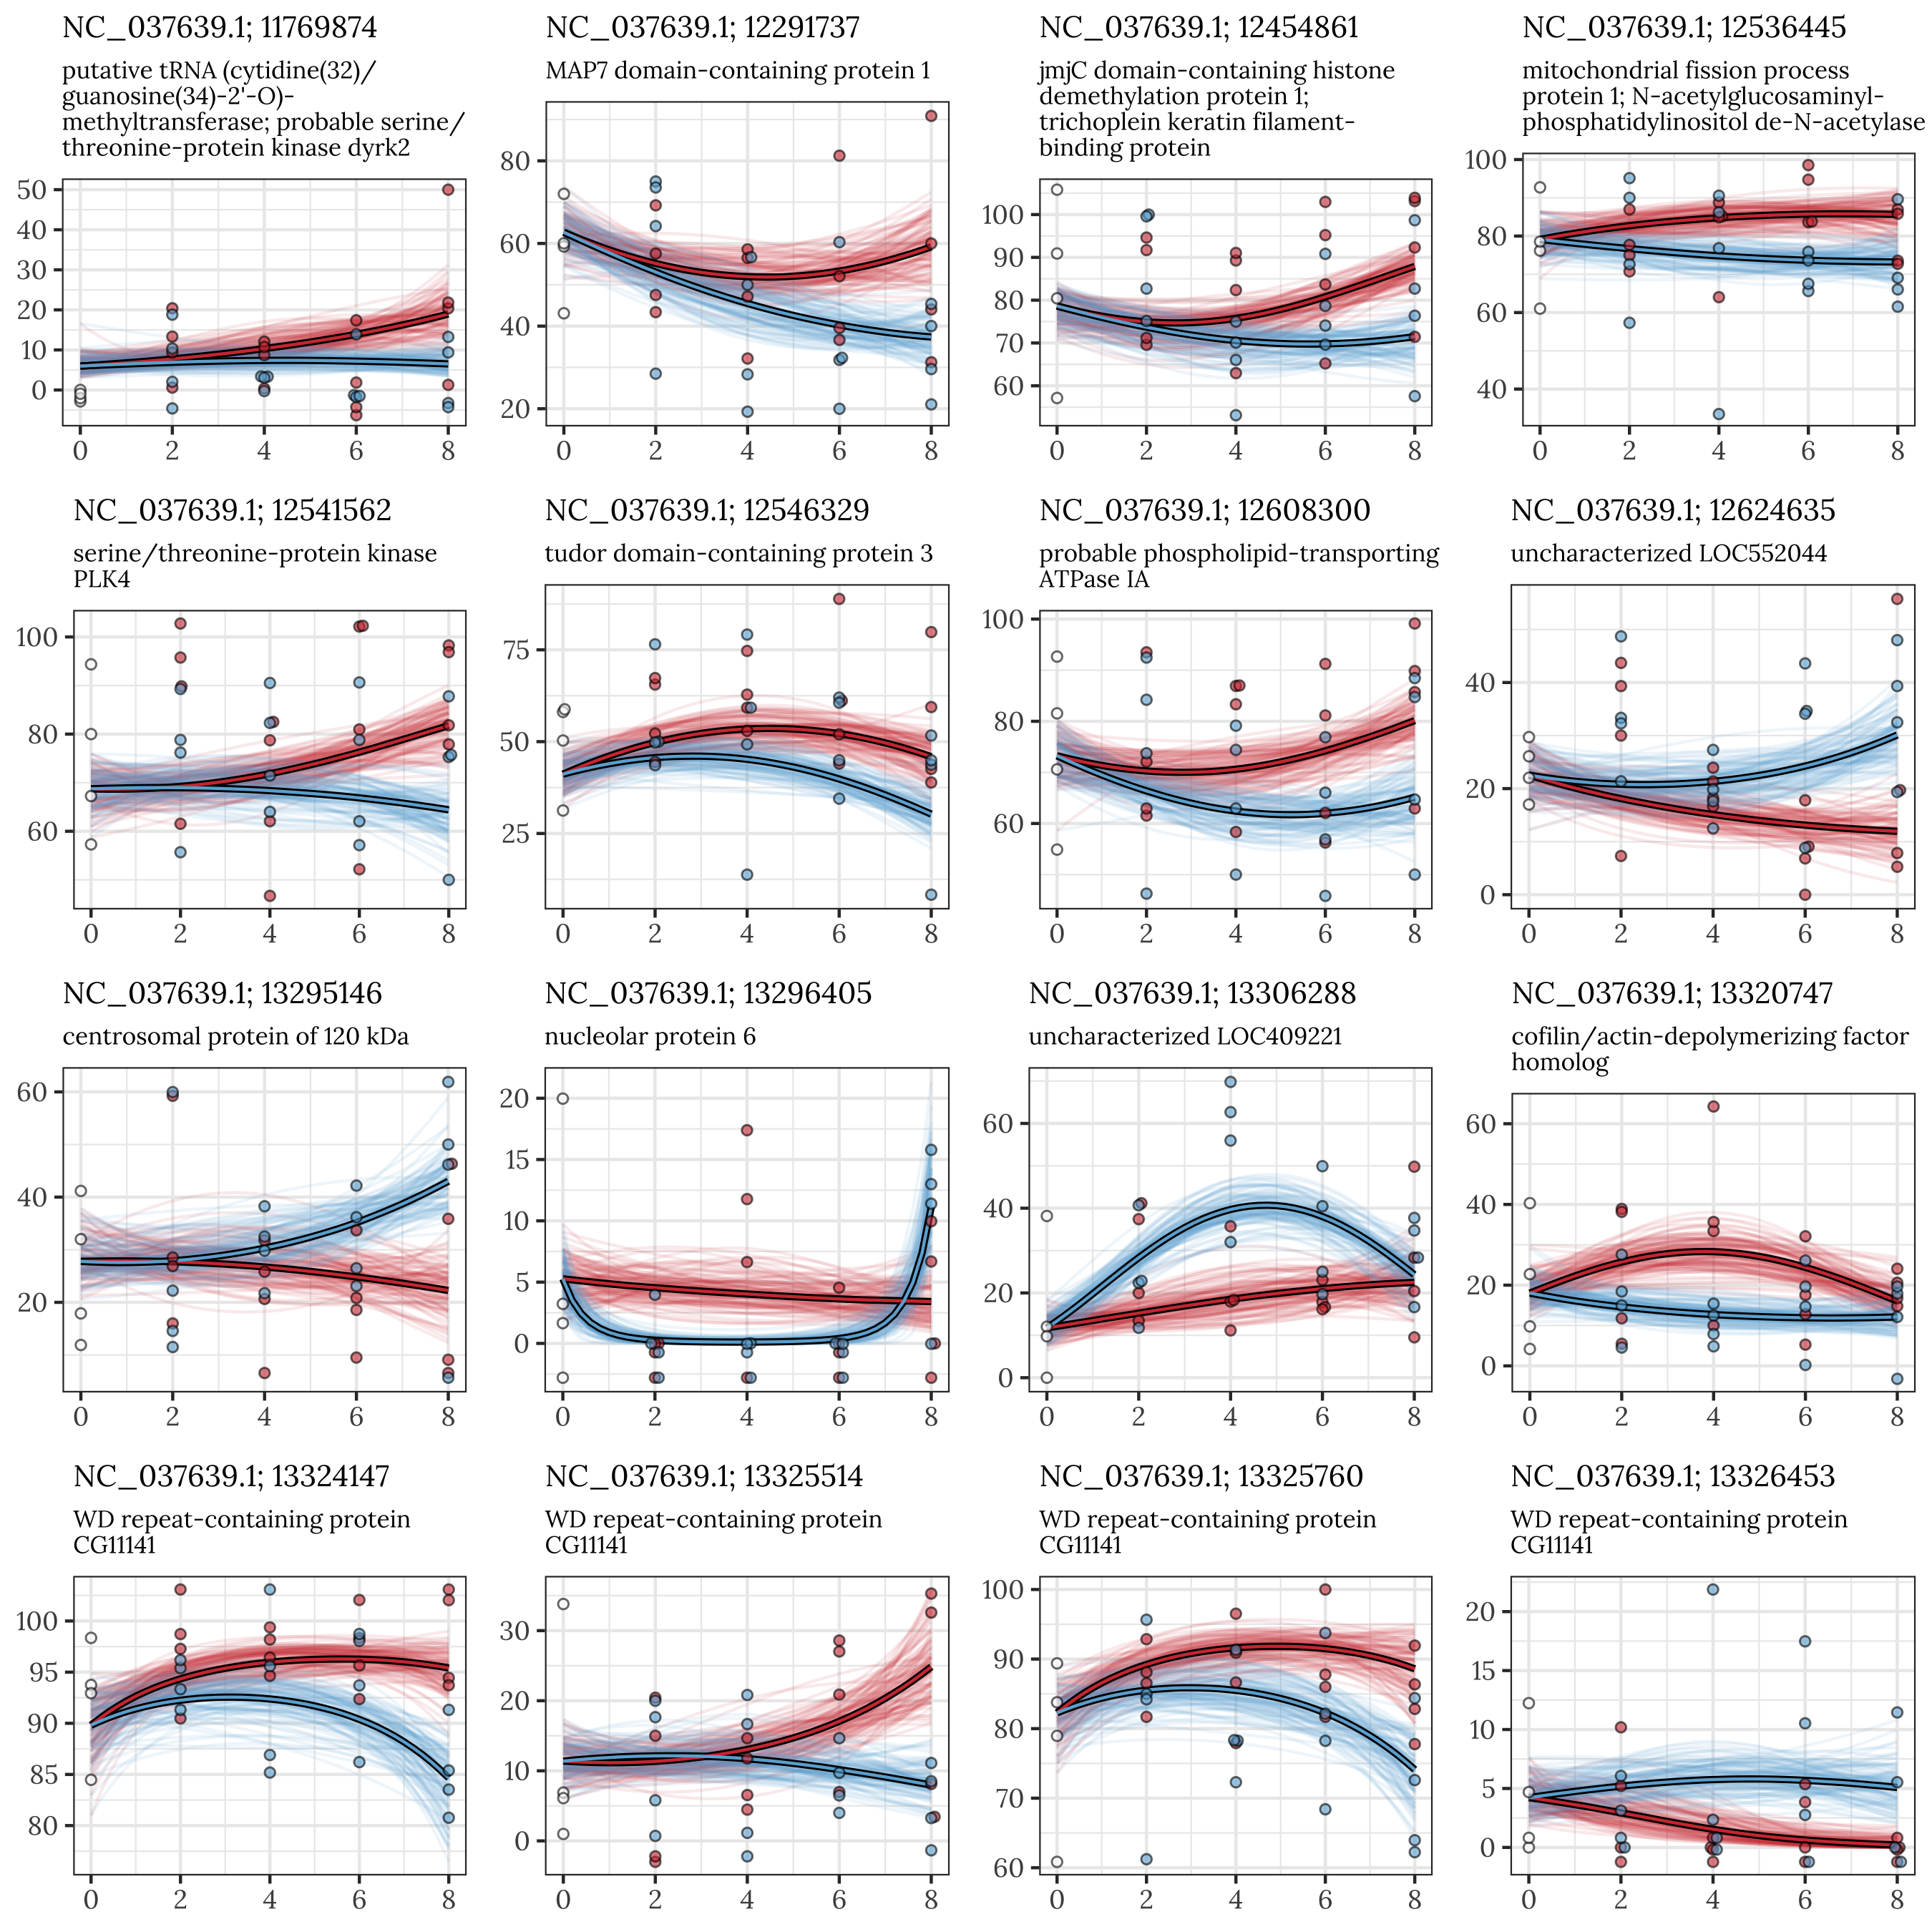 NC_037639.1; 11769874
putative tRNA (cytidine(32)/
guanosine(34)-2'-O)-
methyltransferase; probable serine/
threonine-protein kinase dyrk2
50
40
30
20
10
0
0 2 4 6 8
NC_037639.1; 12291737
MAP7 domain-containing protein 1
80
60
40
20
0 2 4 6 8
NC_037639.1; 12454861
jmjC domain-containing histone
demethylation protein 1;
trichoplein keratin filament-
binding protein
100
90
80
70
60
0 2 4 6 8
NC_037639.1; 12536445
mitochondrial fission process
protein 1; N-acetylglucosaminyl-
phosphatidylinositol de-N-acetylase
100
80
60
40
0 2 4 6 8
NC_037639.1; 12541562
serine/threonine-protein kinase
PLK4
100
80
60
0 2 4 6 8
NC_037639.1; 12546329
tudor domain-containing protein 3
75
50
25
0 2 4 6 8
NC_037639.1; 12608300
probable phospholipid-transporting
ATPase IA
100
80
60
0 2 4 6 8
NC_037639.1; 12624635
uncharacterized LOC552044
40
20
0
0 2 4 6 8
NC_037639.1; 13295146
centrosomal protein of 120 kDa
60
40
20
0 2 4 6 8
NC_037639.1; 13296405
nucleolar protein 6
20
15
10
5
0
0 2 4 6 8
NC_037639.1; 13306288
uncharacterized LOC409221
60
40
20
0
0 2 4 6 8
NC_037639.1; 13320747
cofilin/actin-depolymerizing factor
homolog
60
40
20
0
0 2 4 6 8
NC_037639.1; 13324147
WD repeat-containing protein
CG11141
100
95
90
85
80
0 2 4 6 8
NC_037639.1; 13325514
WD repeat-containing protein
CG11141
30
20
10
0
0 2 4 6 8
NC_037639.1; 13325760
WD repeat-containing protein
CG11141
100
90
80
70
60
0 2 4 6 8
NC_037639.1; 13326453
WD repeat-containing protein
CG11141
20
15
10
5
0
0 2 4 6 8